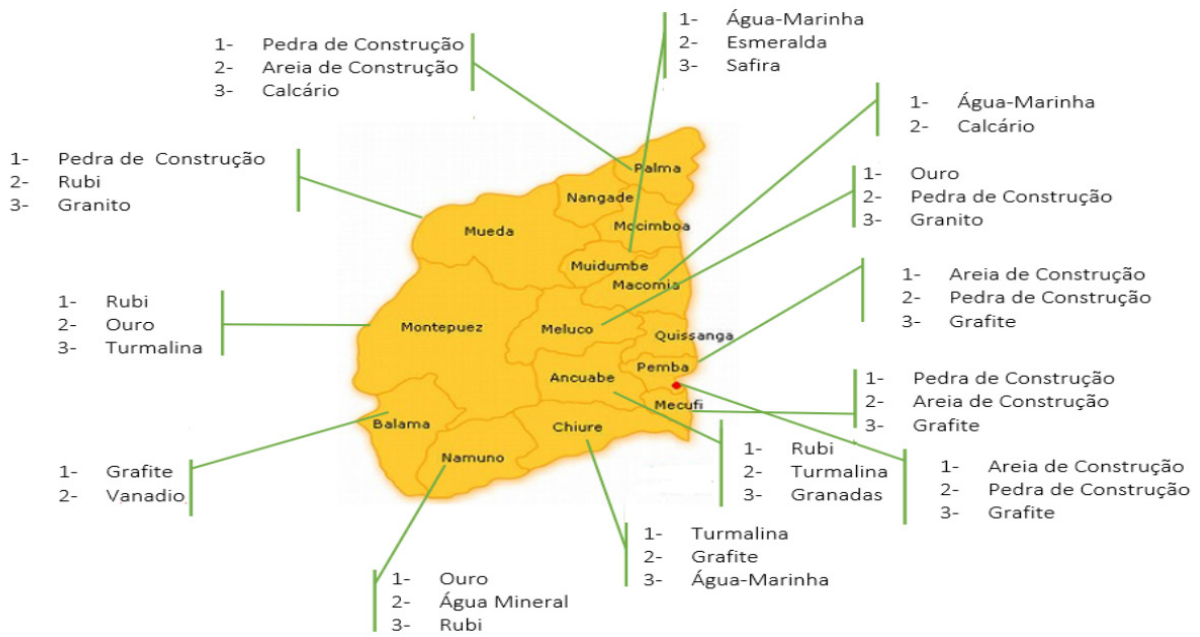 1- Água-Marinha
2- Esmeralda
3- Safira
1- Pedra de Construção
2- Areia de Construção
3- Calcário
1- Água-Marinha
2- Calcário
1- Pedra de Construção
2- Rubi
3- Granito
1- Ouro
2- Pedra de Construção
3- Granito
Palma
Nangade
Mocimboa
Mueda
Muidumbe
Macomia
1- Areia de Construção
2- Pedra de Construção
3- Grafite
1- Rubi
2- Ouro
3- Turmalina
Montepuez
Meluco
Quissanga
Pemba
Ancuabe
Mecufi
1- Pedra de Construção
2- Areia de Construção
3- Grafite
Balama
Chiure
Namuno
1- Rubi
2- Turmalina
3- Granadas
1- Areia de Construção
2- Pedra de Construção
3- Grafite
1- Grafite
2- Vanadio
1- Turmalina
2- Grafite
3- Água-Marinha
1- Ouro
2- Água Mineral
3- Rubi